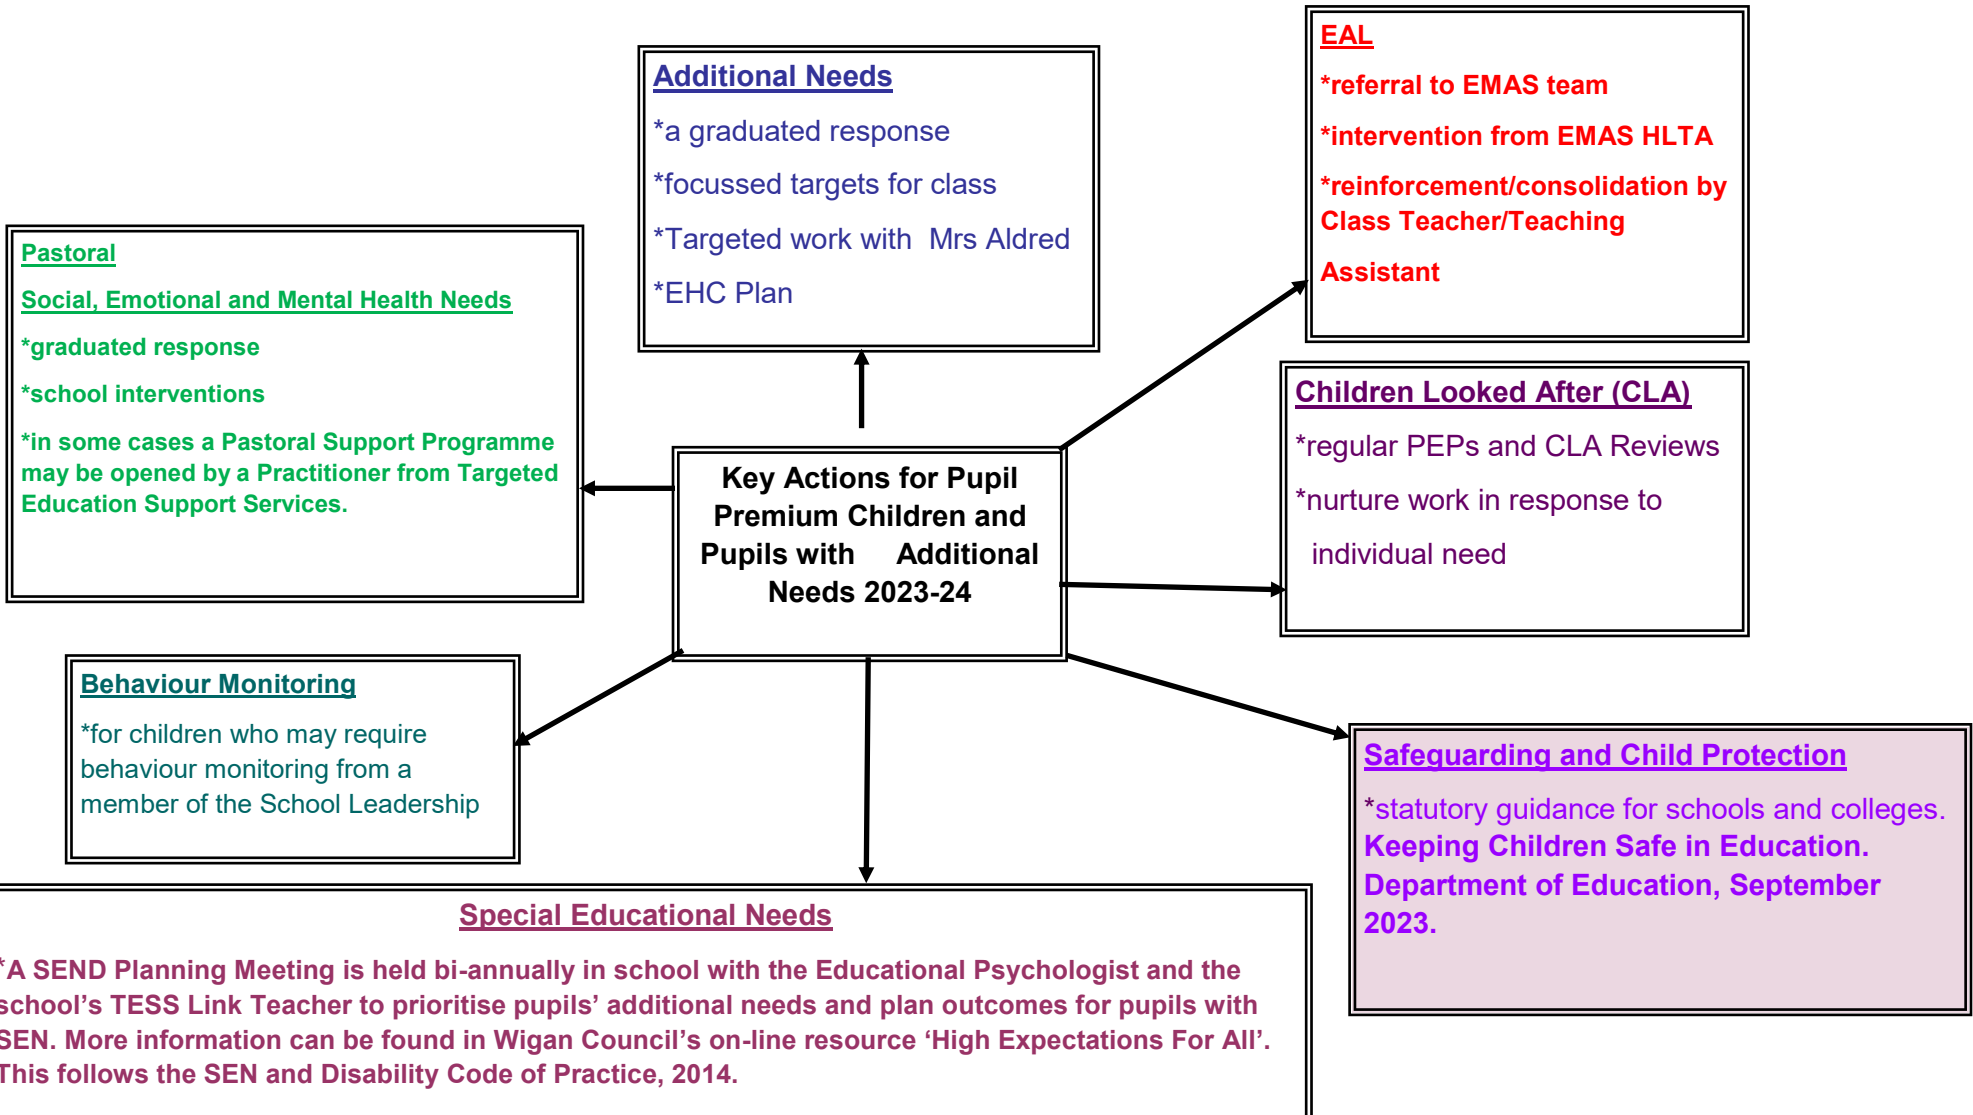 Additional Needs
*a graduated response
*focussed targets for class
*Targeted work with Mrs Aldred
*EHC Plan
EAL
*referral to EMAS team
*intervention from EMAS HLTA
*reinforcement/consolidation by
Class Teacher/Teaching
Assistant
Pastoral
Social, Emotional and Mental Health Needs
*graduated response
*school interventions
*in some cases a Pastoral Support Programme
may be opened by a Practitioner from Targeted
Education Support Services.
Key Actions for Pupil
Premium Children and
Pupils with Additional
Needs 2023-24
Children Looked After (CLA)
*regular PEPs and CLA Reviews
*nurture work in response to
individual need
Behaviour Monitoring
*for children who may require
behaviour monitoring from a
member of the School Leadership
Safeguarding and Child Protection
*statutory guidance for schools and colleges.
Keeping Children Safe in Education.
Department of Education, September
2023.
Special Educational Needs
*A SEND Planning Meeting is held bi-annually in school with the Educational Psychologist and the
school’s TESS Link Teacher to prioritise pupils’ additional needs and plan outcomes for pupils with
SEN. More information can be found in Wigan Council’s on-line resource ‘High Expectations For All’.
This follows the SEN and Disability Code of Practice, 2014.